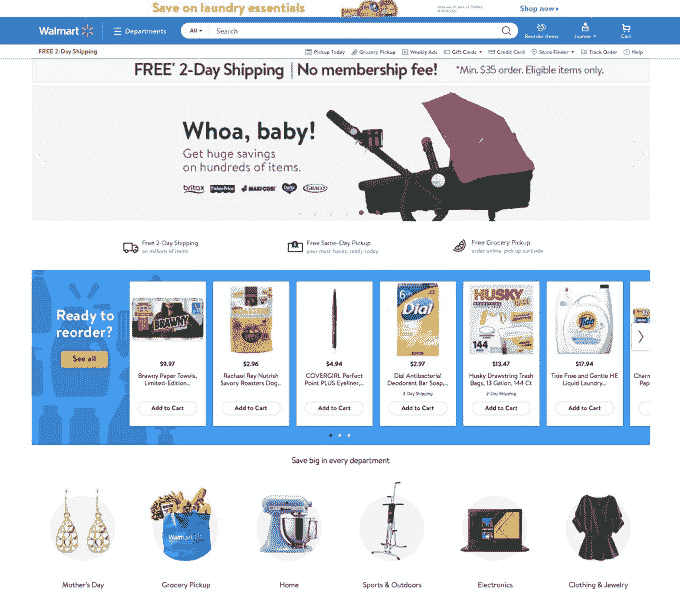 Save on laundry essentials
Shop now ▸
Walmart
Departments
All
Search
Reorder items
Cart
FREE 2-Day Shipping
Pickup Today
Grocery Pickup
Weekly Ads
Gift Cards
Credit Card
Store Finder
Track Order
Help
FREE* 2-Day Shipping | No membership fee! *Min. $35 order. Eligible items only.
Whoa, baby!
Get huge savings
on hundreds of items.
britax Fisher-Price MAXI-COSI Delta GRACO
Free 2-Day Shipping
on millions of items
Free Same-Day Pickup
your must-haves, ready today
Free Grocery Pickup
order online, pick up curbside
Ready to
reorder?
See all
BRAWNY
$9.97
Brawny Paper Towels,
Limited-Edition...
Add to Cart
$2.96
Rachael Ray Nutrish
Savory Roasters Dog...
Add to Cart
$4.94
COVERGIRL Perfect
Point PLUS Eyeliner,...
Add to Cart
6
Dial
$2.97
Dial Antibacterial
Deodorant Bar Soap,...
2-Day Shipping
Add to Cart
HUSKY
144
$13.47
Husky Drawstring Trash
Bags, 13 Gallon, 144 Ct
2-Day Shipping
Add to Cart
Tide
$17.94
Tide Free and Gentle HE
Liquid Laundry...
Add to Cart
Charm
Pap
Save big in every department
Walmart
Mother's Day
Grocery Pickup
Home
Sports & Outdoors
Electronics
Clothing & Jewelry